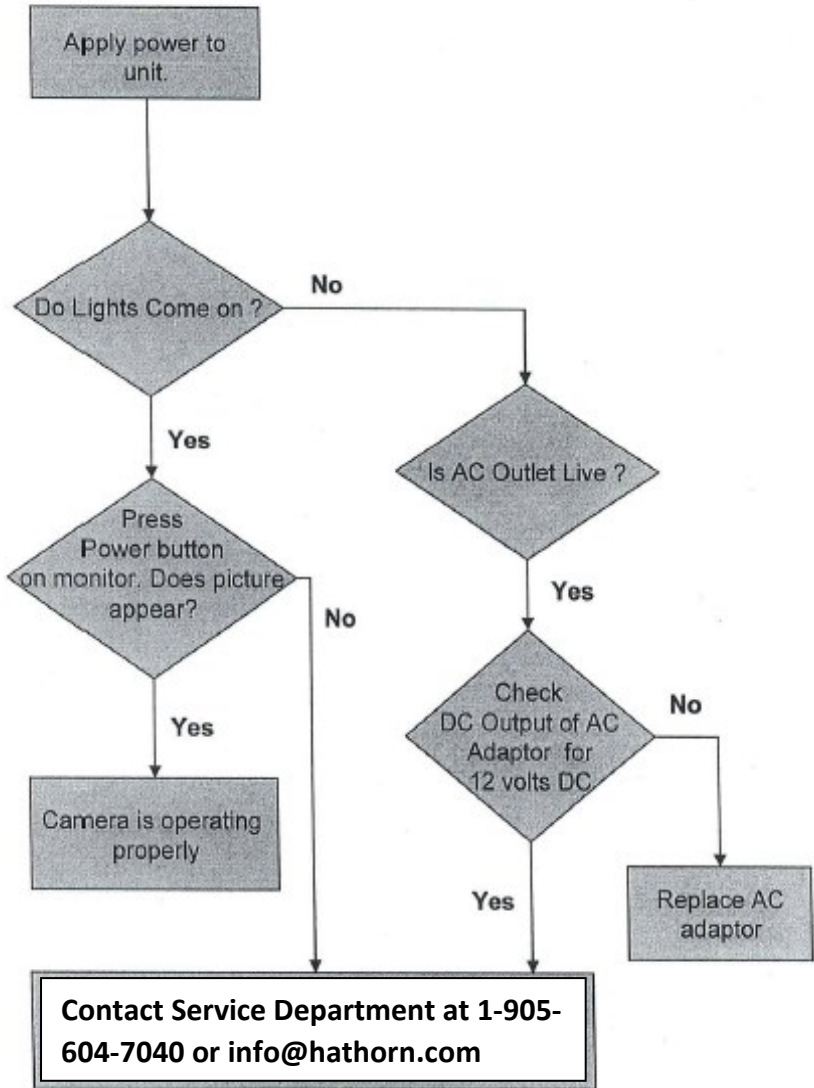 Apply power to
unit.
Do Lights Come on ?
No
Yes
Is AC Outlet Live ?
Press
Power button
on monitor. Does picture
appear?
No
Yes
Yes
Check
DC Output of AC
Adaptor for
12 volts DC
No
Camera is operating
properly
Yes
Replace AC
adaptor
Contact Service Department at 1-905-
604-7040 or info@hathorn.com